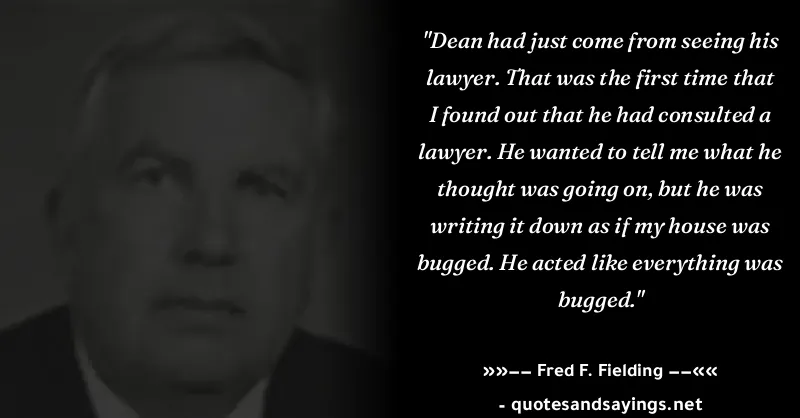 "Dean had just come from seeing his
lawyer. That was the first time that
I found out that he had consulted a
lawyer. He wanted to tell me what he
thought was going on, but he was
writing it down as if my house was
bugged. He acted like everything was
bugged."
»»−− Fred F. Fielding −−««
- quotesandsayings.net